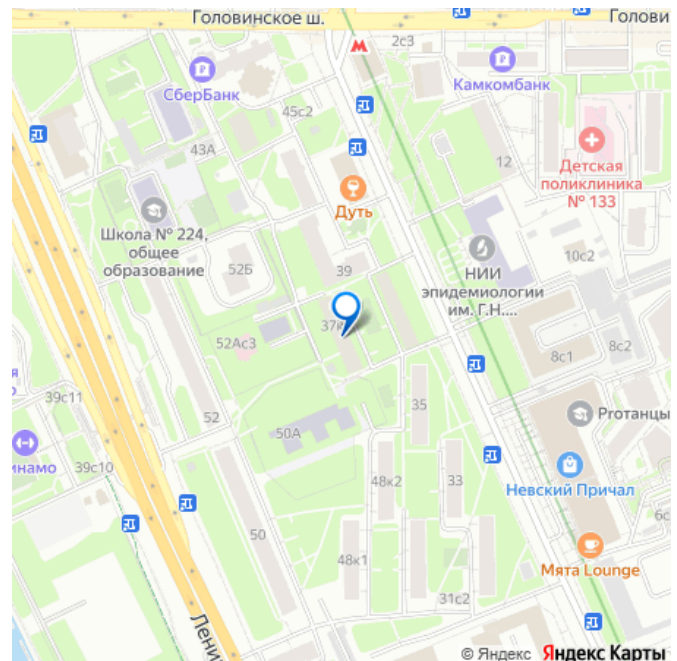 Головинское ш.
Голови
2с3
СберБанк
Камкомбанк
45с2
43А
12
Детская
поликлиника
№ 133
Дуть
Школа № 224,
общее
образование
52Б
39
НИИ
эпидемиологии
им. Г.Н....
10с2
52Ас3
8с1
8с2
39с11
52
35
Proтанцы
50А
инамо
39с10
48к2
33
Невский Причал
50
48к1
Мята Lounge
31с2
Лени
© Яндекс Яндекс Карты